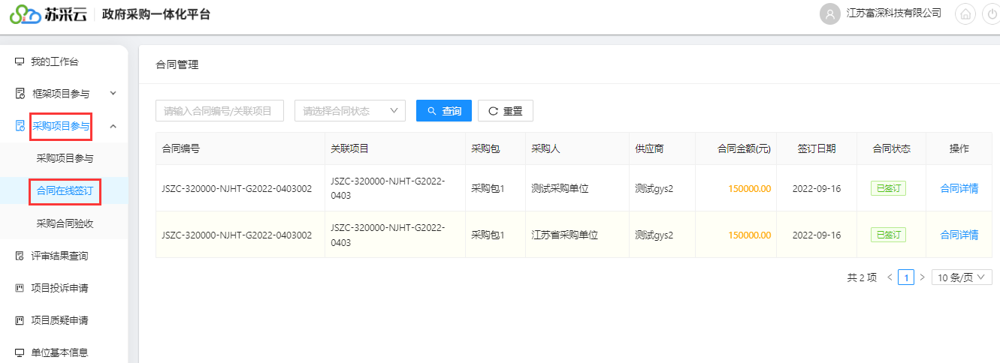 苏采云 政府采购一体化平台 江苏富深科技有限公司
我的工作台
框架项目参与
采购项目参与
采购项目参与
合同在线签订
采购合同验收
评审结果查询
项目投诉申请
项目质疑申请
单位基本信息
合同管理
请输入合同编号/关联项目 请选择合同状态 查询 重置
合同编号 关联项目 采购包 采购人 供应商 合同金额(元) 签订日期 合同状态 操作
JSZC-320000-NJHT-G2022-0403002 JSZC-320000-NJHT-G2022- 采购包1 测试采购单位 测试gys2 150000.00 2022-09-16 已签订 合同详情
0403
JSZC-320000-NJHT-G2022-0403002 JSZC-320000-NJHT-G2022- 采购包1 江苏省采购单位 测试gys2 150000.00 2022-09-16 已签订 合同详情
0403
共 2 项 < 1 > 10 条/页